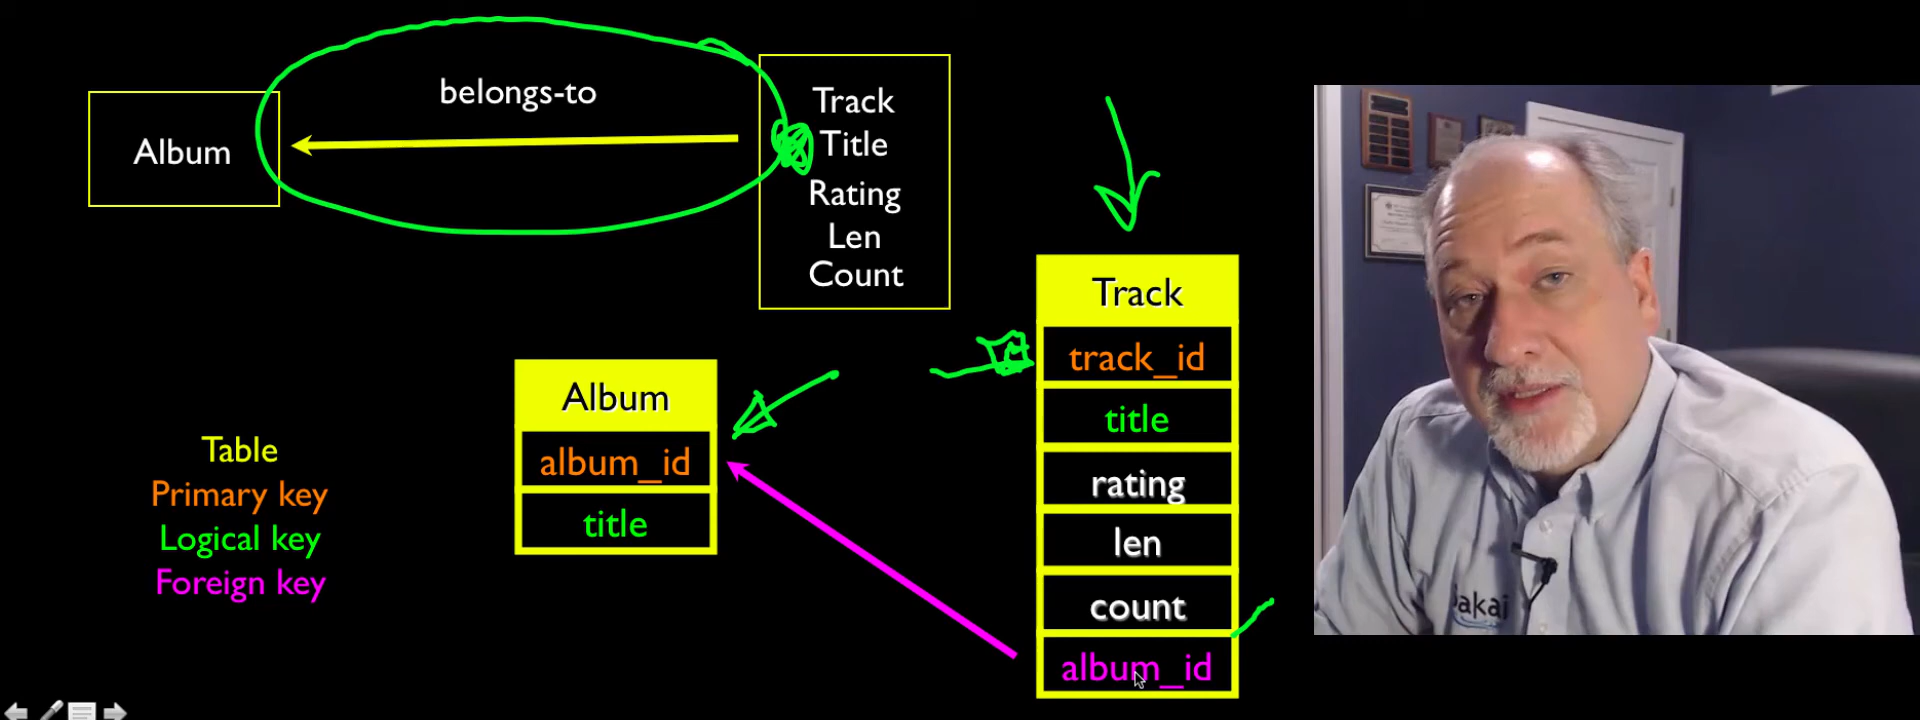 belongs-to
Album
Track
Title
Rating
Len
Count
Track
track_id
title
rating
len
count
album_id
Album
album_id
title
Table
Primary key
Logical key
Foreign key